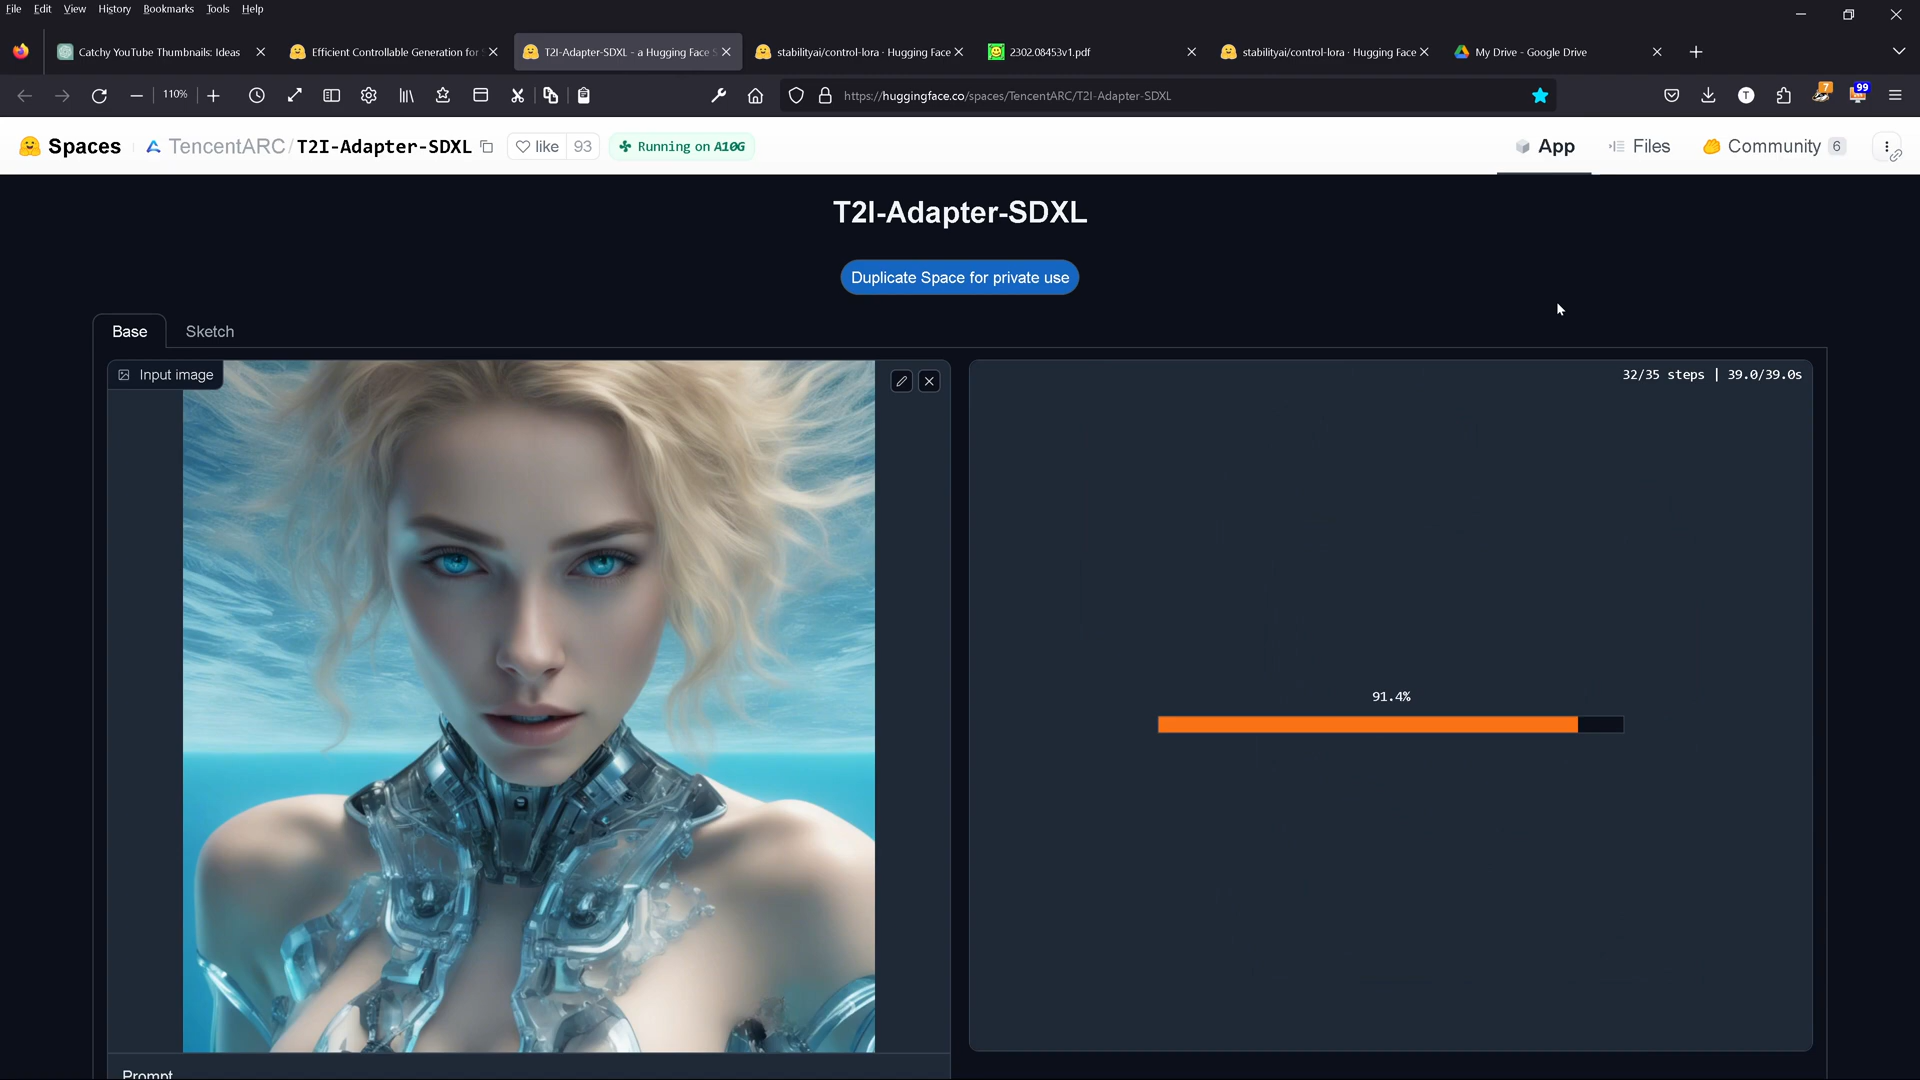 File Edit View History Bookmarks Tools Help
Catchy YouTube Thumbnails: Ideas
Efficient Controllable Generation for
T2I-Adapter-SDXL - a Hugging Face S
stabilityai/control-lora · Hugging Face
2302.08453v1.pdf
stabilityai/control-lora · Hugging Face
My Drive - Google Drive
110%
https://huggingface.co/spaces/TencentARC/T2I-Adapter-SDXL
7
99
Spaces TencentARC/T2I-Adapter-SDXL like 93 Running on A10G App Files Community 6
T2I-Adapter-SDXL
Duplicate Space for private use
Base Sketch
Input image
32/35 steps | 39.0/39.0s
91.4%
Prompt